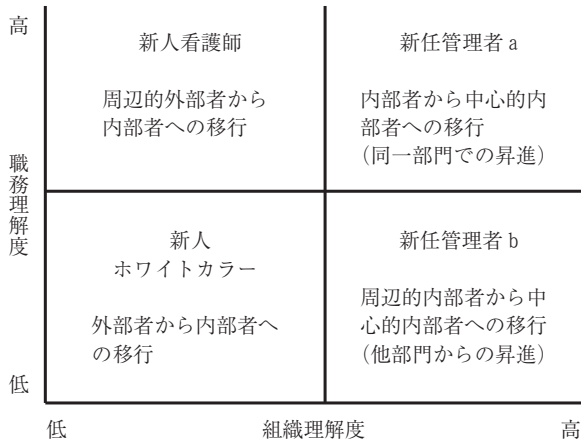 高
新人看護師
周辺的外部者から
内部者への移行
新任管理者 a
内部者から中心的内
部者への移行
(同一部門での昇進)
職務理解度
新人
ホワイトカラー
外部者から内部者へ
の移行
新任管理者 b
周辺的内部者から中
心的内部者への移行
(他部門からの昇進)
低
低
組織理解度
高